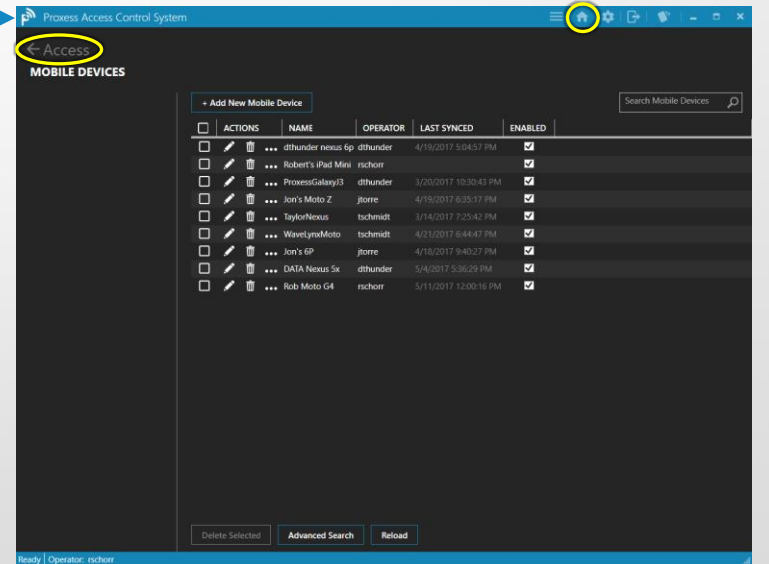 Proxess Access Control System
Access
MOBILE DEVICES
+ Add New Mobile Device
Search Mobile Devices
ACTIONS NAME OPERATOR LAST SYNCED ENABLED
dthunder nexus 6p dthunder 4/19/2017 5:04:57 PM
Robert's iPad Mini rschorr
ProxessGalaxyJ3 dthunder 3/20/2017 10:30:43 PM
Jon's Moto Z jtorre 4/19/2017 6:35:17 PM
TaylorNexus tschmidt 3/14/2017 7:25:42 PM
WaveLynxMoto tschmidt 4/21/2017 6:44:47 PM
Jon's 6P jtorre 4/18/2017 9:40:27 PM
DATA Nexus 5x dthunder 5/4/2017 5:36:29 PM
Rob Moto G4 rschorr 5/11/2017 12:00:16 PM
Delete Selected Advanced Search Reload
Ready Operator: rschorr